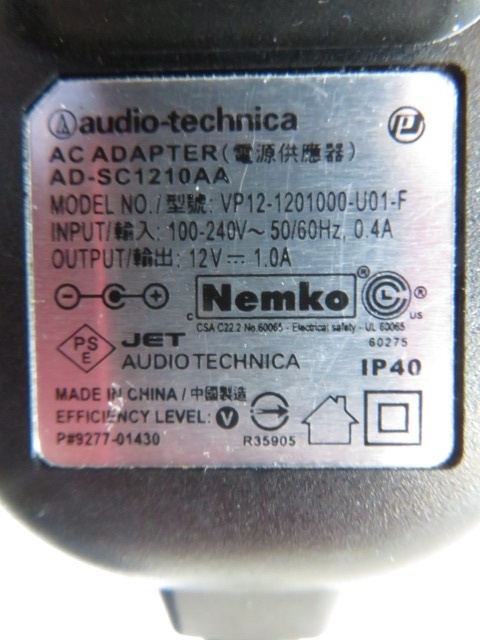 audio-technica
AC ADAPTER(電源供應器)
AD-SC1210AA
MODEL NO./型號: VP12-1201000-U01-F
INPUT/輸入: 100-240V~ 50/60Hz, 0.4A
OUTPUT/輸出: 12V⎓ 1.0A
c Nemko® CL® US
CSA C22.2 No.60065 - Electrical safety - UL 60065
60275
PSE JET
AUDIO TECHNICA IP40
MADE IN CHINA / 中國製造
EFFICIENCY LEVEL: V
P#9277-01430 R35905